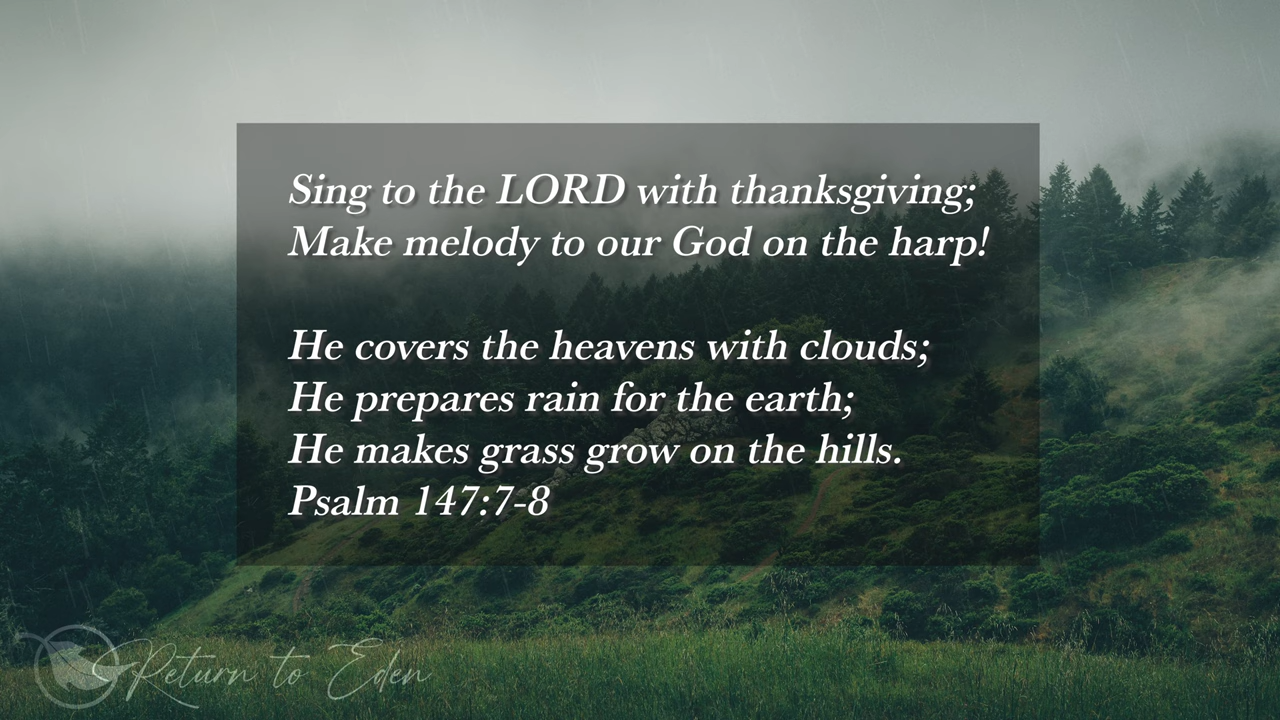 Sing to the LORD with thanksgiving;
Make melody to our God on the harp!
He covers the heavens with clouds;
He prepares rain for the earth;
He makes grass grow on the hills.
Psalm 147:7-8
Return to Eden